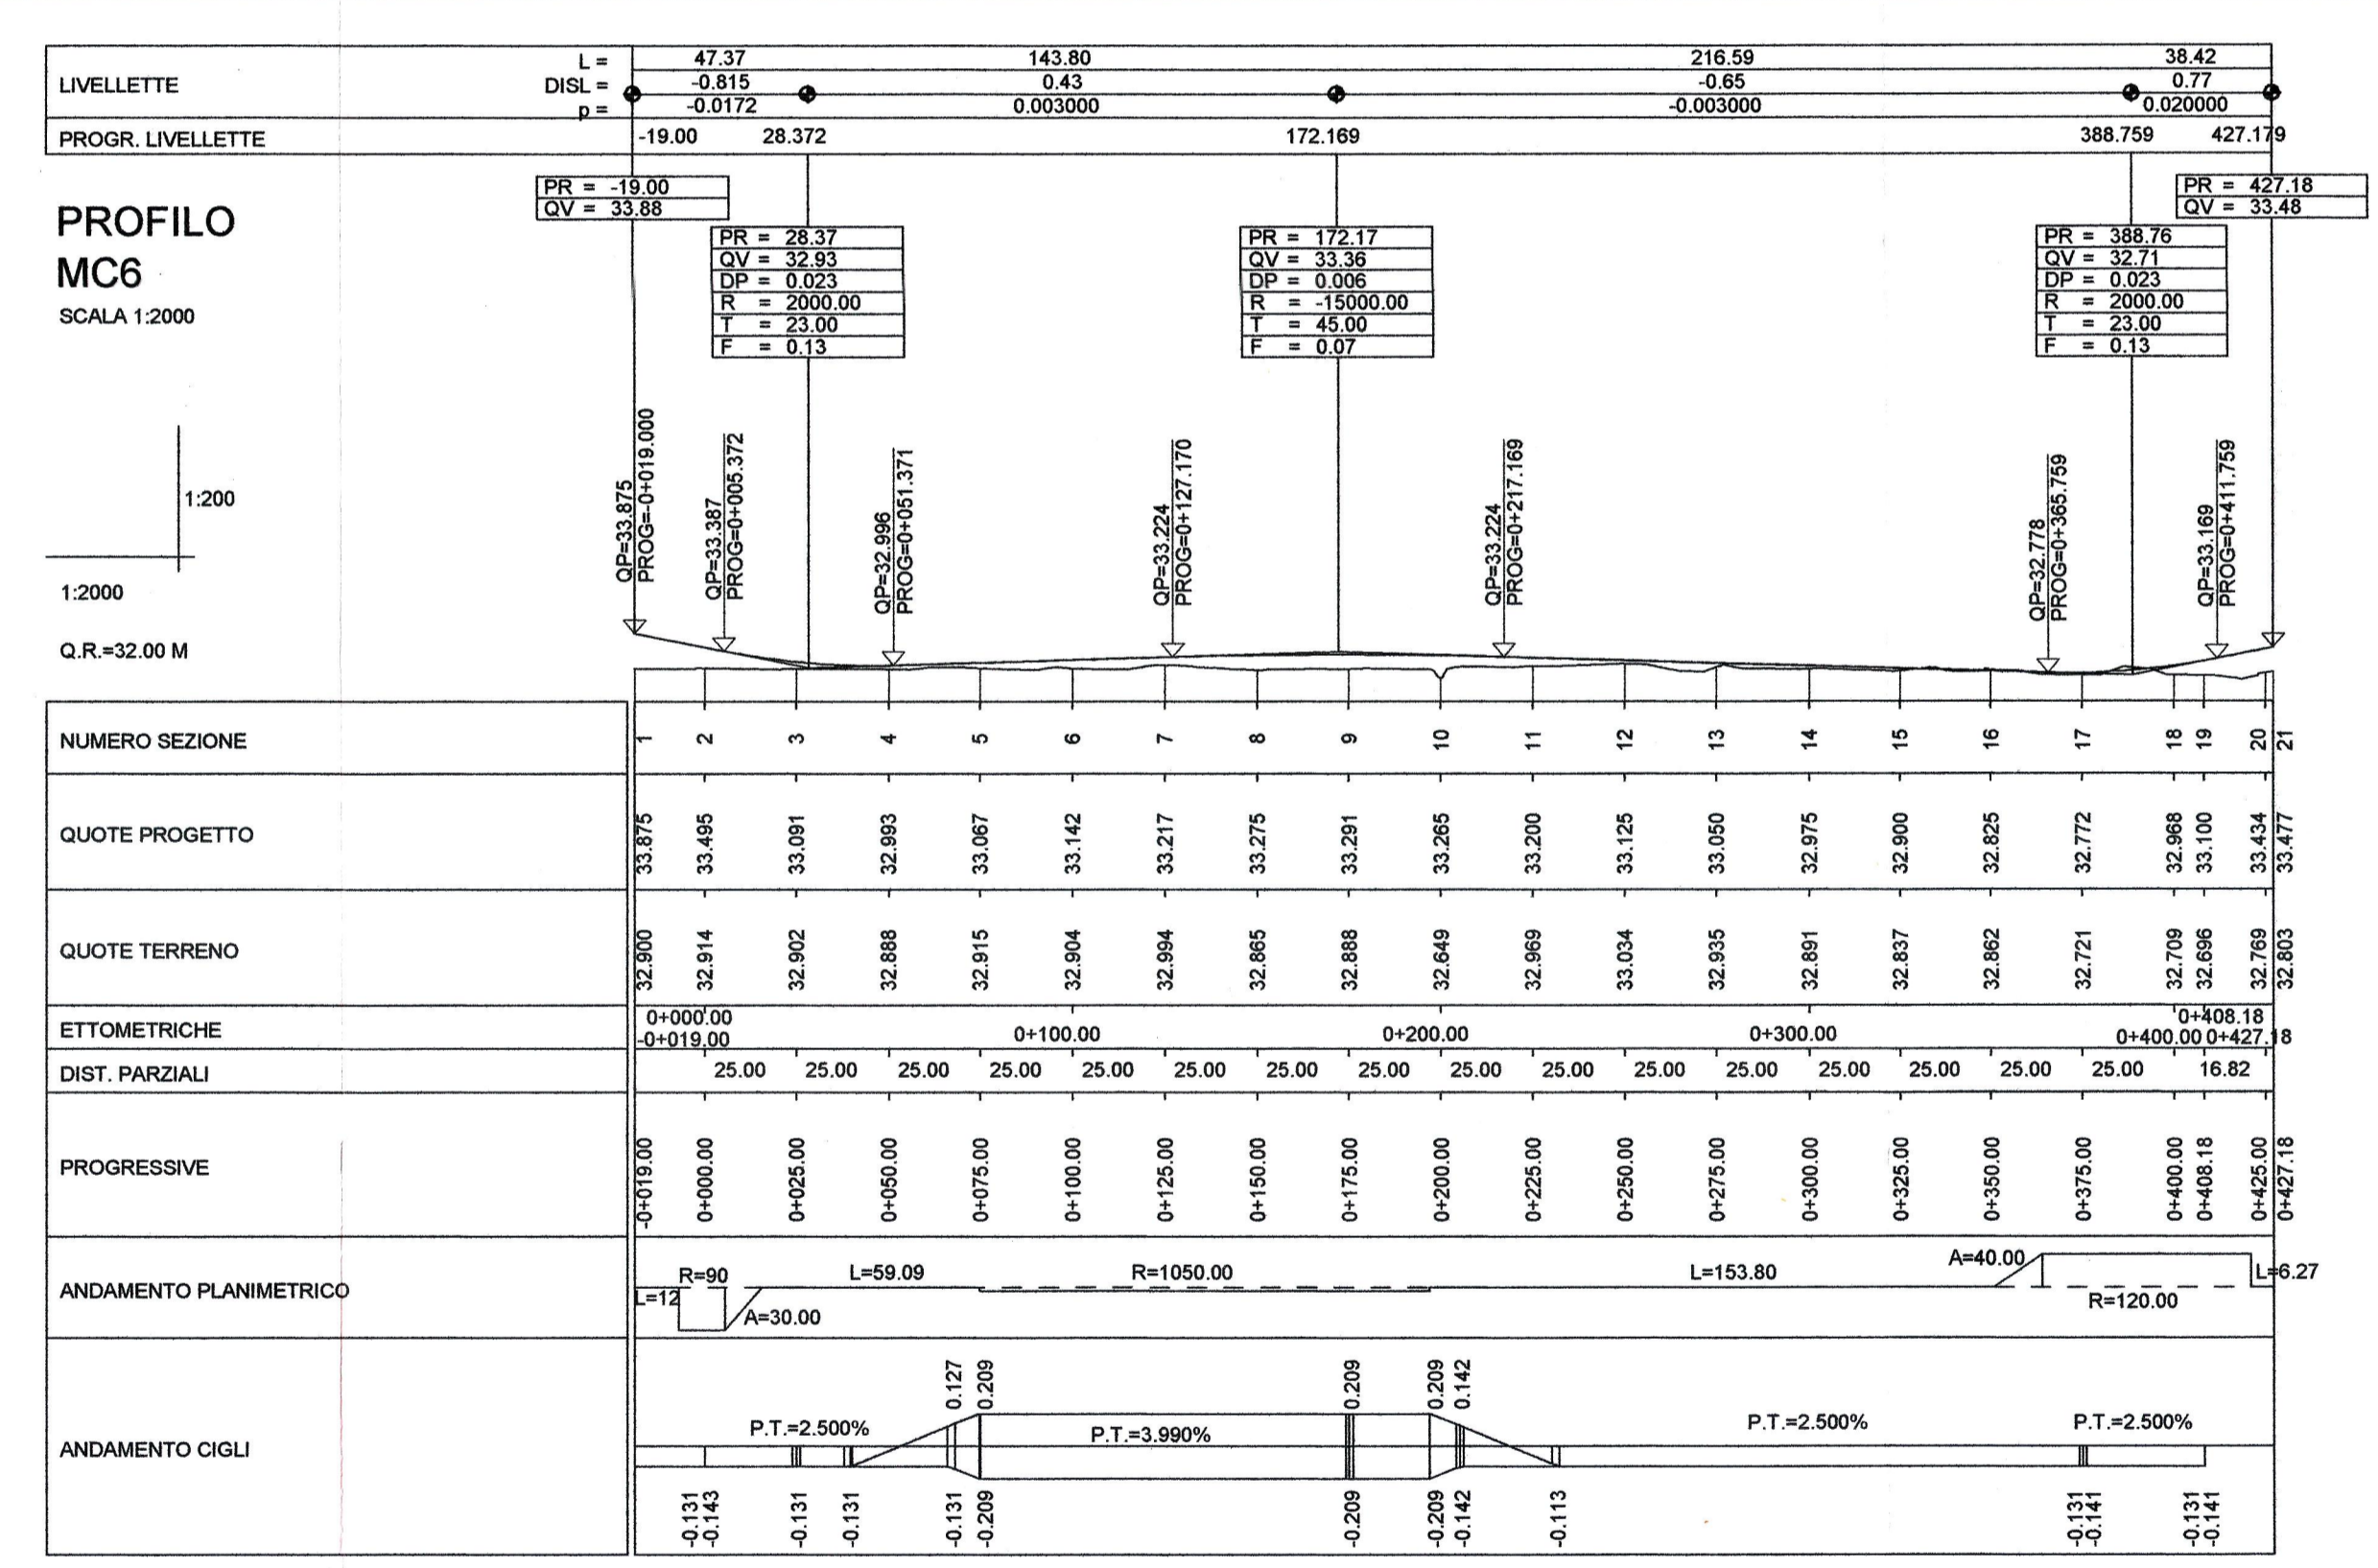 L = 47.37 143.80 216.59 38.42
LIVELLETTE DISL = -0.815 0.43 -0.65 0.77
p = -0.0172 0.003000 -0.003000 0.020000
PROGR. LIVELLETTE -19.00 28.372 172.169 388.759 427.179
PROFILO
MC6
SCALA 1:2000
1:200
1:2000
Q.R.=32.00 M
PR = -19.00
QV = 33.88
PR = 28.37
QV = 32.93
DP = 0.023
R = 2000.00
T = 23.00
F = 0.13
PR = 172.17
QV = 33.36
DP = 0.006
R = -15000.00
T = 45.00
F = 0.07
PR = 388.76
QV = 32.71
DP = 0.023
R = 2000.00
T = 23.00
F = 0.13
PR = 427.18
QV = 33.48
QP=33.875
PROG=-0+019.000
QP=33.387
PROG=0+005.372
QP=32.996
PROG=0+051.371
QP=33.224
PROG=0+127.170
QP=33.224
PROG=0+217.169
QP=32.778
PROG=0+365.759
QP=33.169
PROG=0+411.759
NUMERO SEZIONE 1 2 3 4 5 6 7 8 9 10 11 12 13 14 15 16 17 18 19 20 21
QUOTE PROGETTO 33.875 33.495 33.091 32.993 33.067 33.142 33.217 33.275 33.291 33.265 33.200 33.125 33.050 32.975 32.900 32.825 32.772 32.968 33.100 33.434 33.477
QUOTE TERRENO 32.900 32.914 32.902 32.888 32.915 32.904 32.994 32.865 32.888 32.649 32.969 33.034 32.935 32.891 32.837 32.862 32.721 32.709 32.696 32.769 32.803
0+000.00 0+408.18
ETTOMETRICHE -0+019.00 0+100.00 0+200.00 0+300.00 0+400.00 0+427.18
DIST. PARZIALI 25.00 25.00 25.00 25.00 25.00 25.00 25.00 25.00 25.00 25.00 25.00 25.00 25.00 25.00 25.00 25.00 16.82
PROGRESSIVE -0+019.00 0+000.00 0+025.00 0+050.00 0+075.00 0+100.00 0+125.00 0+150.00 0+175.00 0+200.00 0+225.00 0+250.00 0+275.00 0+300.00 0+325.00 0+350.00 0+375.00 0+400.00 0+408.18 0+425.00 0+427.18
ANDAMENTO PLANIMETRICO L=12 R=90 A=30.00 L=59.09 R=1050.00 L=153.80 A=40.00 R=120.00 L=6.27
0.127 0.209 0.209 0.209 0.142
P.T.=2.500% P.T.=3.990% P.T.=2.500% P.T.=2.500%
ANDAMENTO CIGLI
-0.131 -0.143 -0.131 -0.131 -0.131 -0.209 -0.209 -0.209 -0.142 -0.113 -0.131 -0.141 -0.131 -0.141